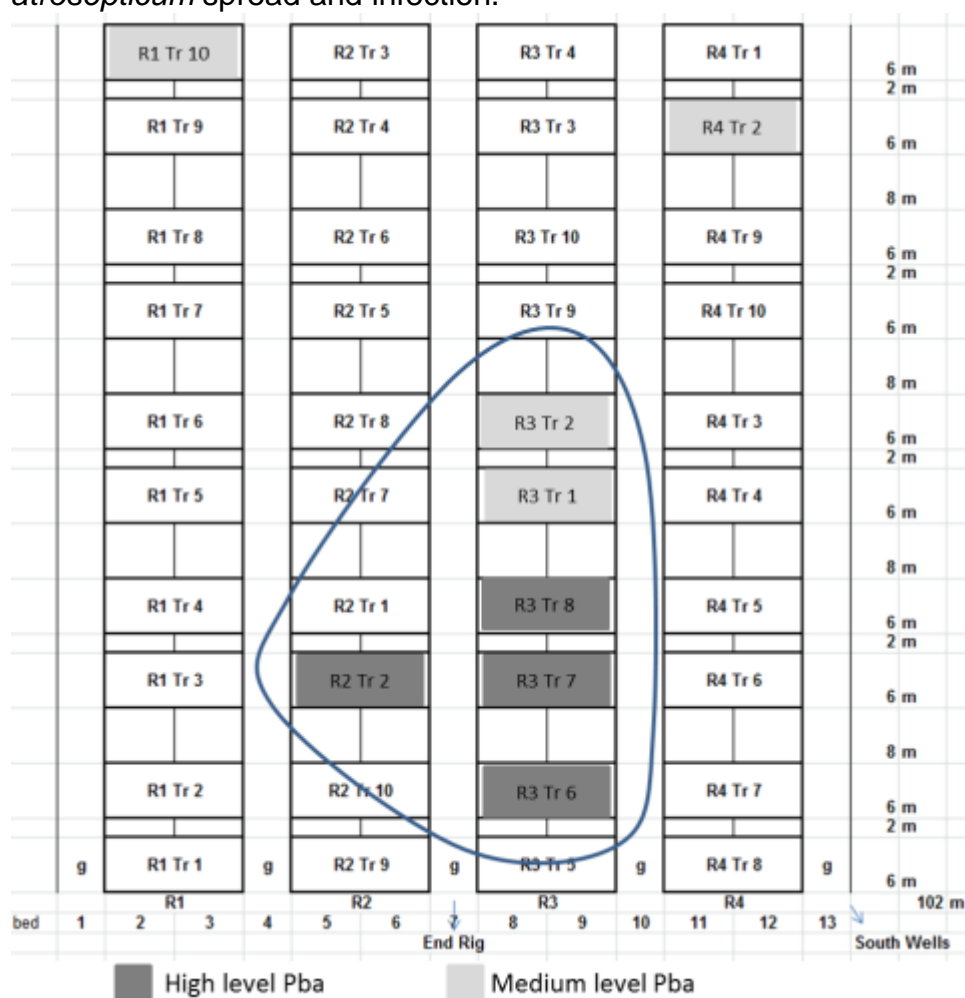 atrosepticum spread and infection.
R1 Tr 10 R2 Tr 3 R3 Tr 4 R4 Tr 1
6 m
2 m
R1 Tr 9 R2 Tr 4 R3 Tr 3 R4 Tr 2
6 m
8 m
R1 Tr 8 R2 Tr 6 R3 Tr 10 R4 Tr 9
6 m
2 m
R1 Tr 7 R2 Tr 5 R3 Tr 9 R4 Tr 10
6 m
8 m
R1 Tr 6 R2 Tr 8 R3 Tr 2 R4 Tr 3
6 m
2 m
R1 Tr 5 R2 Tr 7 R3 Tr 1 R4 Tr 4
6 m
8 m
R1 Tr 4 R2 Tr 1 R3 Tr 8 R4 Tr 5
6 m
2 m
R1 Tr 3 R2 Tr 2 R3 Tr 7 R4 Tr 6
6 m
8 m
R1 Tr 2 R2 Tr 10 R3 Tr 6 R4 Tr 7
6 m
2 m
g R1 Tr 1 g R2 Tr 9 g R3 Tr 5 g R4 Tr 8 g
6 m
R1 R2 R3 R4 102 m
bed 1 2 3 4 5 6 7 8 9 10 11 12 13
End Rig South Wells
High level Pba Medium level Pba